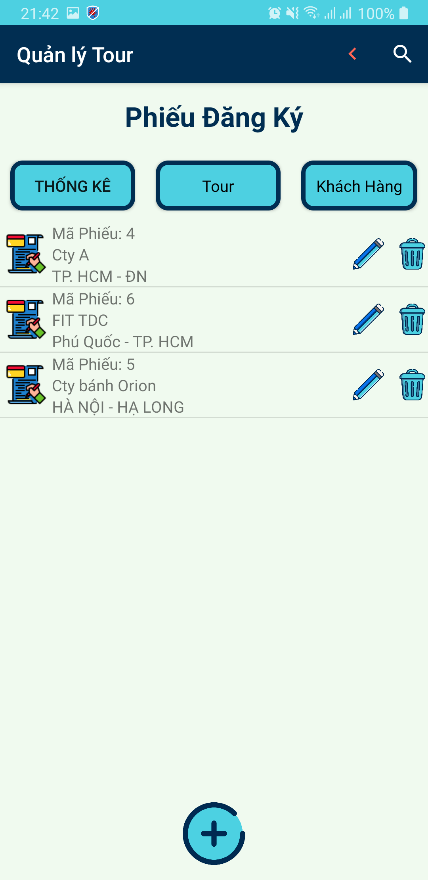 21:42
100%
Quản lý Tour
Phiếu Đăng Ký
THỐNG KÊ
Tour
Khách Hàng
Mã Phiếu: 4
Cty A
TP. HCM - ĐN
Mã Phiếu: 6
FIT TDC
Phú Quốc - TP. HCM
Mã Phiếu: 5
Cty bánh Orion
HÀ NỘI - HẠ LONG